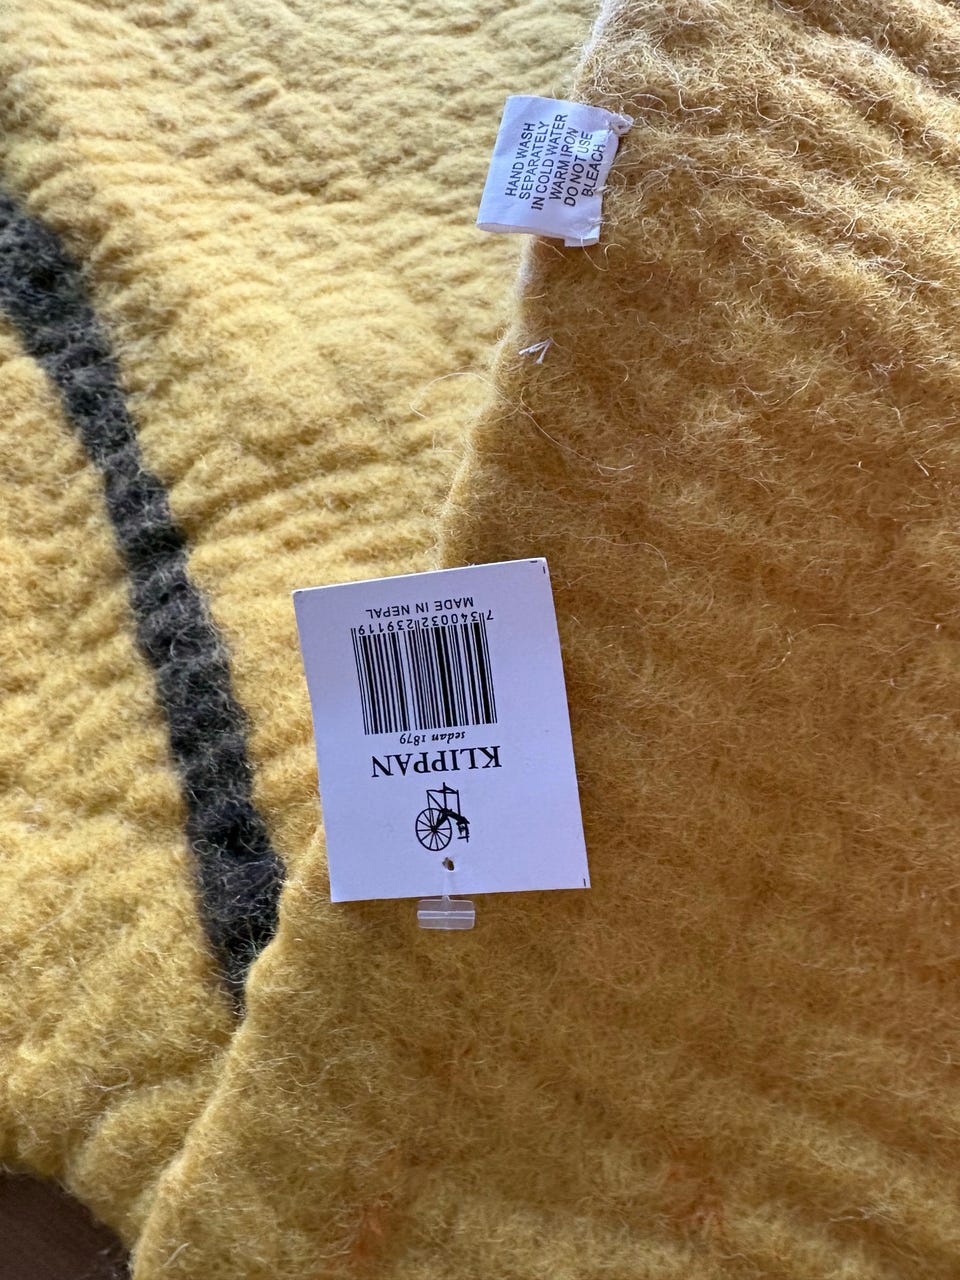 HAND WASH
SEPARATELY
IN COLD WATER
WARM IRON
DO NOT USE
BLEACH.
KLIPPAN
sedan 1879
7340032239119
MADE IN NEPAL